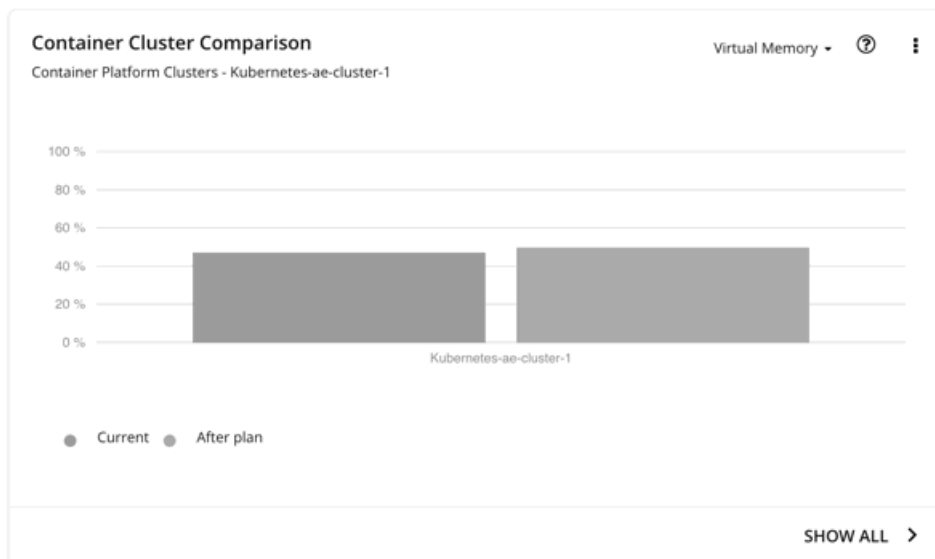 Container Cluster Comparison
Virtual Memory
Container Platform Clusters - Kubernetes-ae-cluster-1
100 %
80 %
60 %
40 %
20 %
0 %
Kubernetes-ae-cluster-1
Current
After plan
SHOW ALL